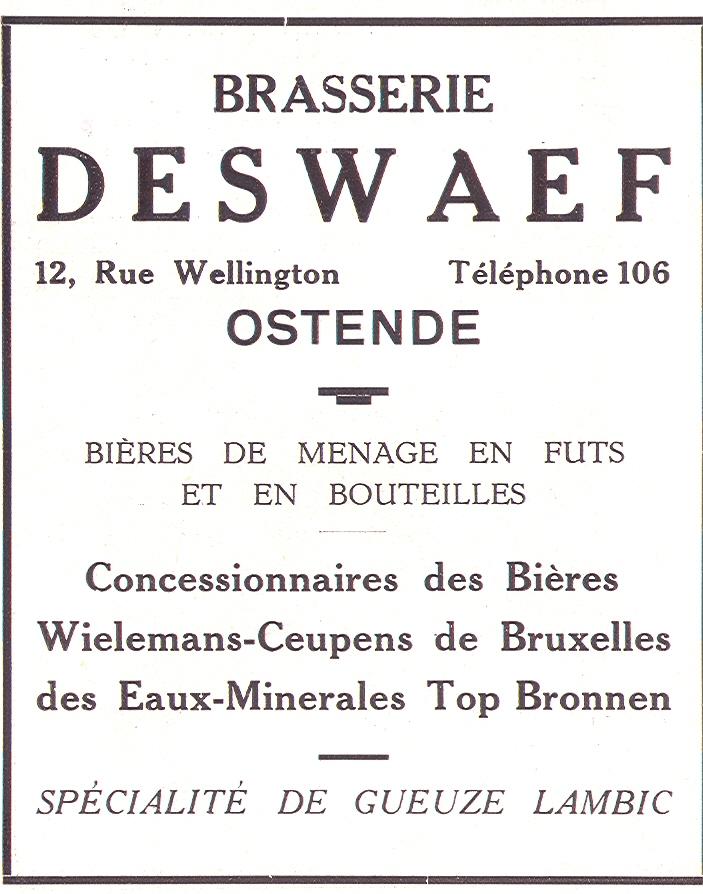 BRASSERIE
DESWAEF
12, Rue Wellington Téléphone 106
OSTENDE
BIÈRES DE MENAGE EN FUTS
ET EN BOUTEILLES
Concessionnaires des Bières
Wielemans-Ceupens de Bruxelles
des Eaux-Minerales Top Bronnen
SPÉCIALITÉ DE GUEUZE LAMBIC